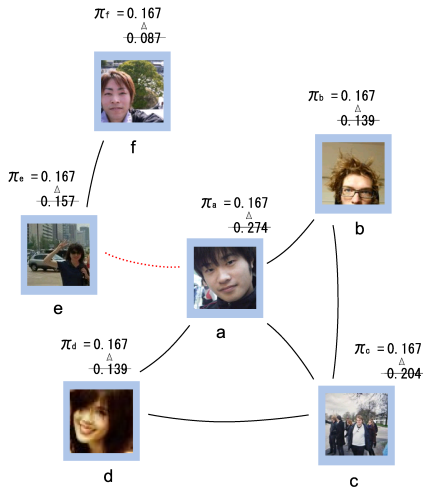 πf = 0.167
△
0.087
f
πb = 0.167
△
0.139
b
πe = 0.167
△
0.157
e
πa = 0.167
△
0.274
a
πd = 0.167
△
0.139
d
πc = 0.167
△
0.204
c